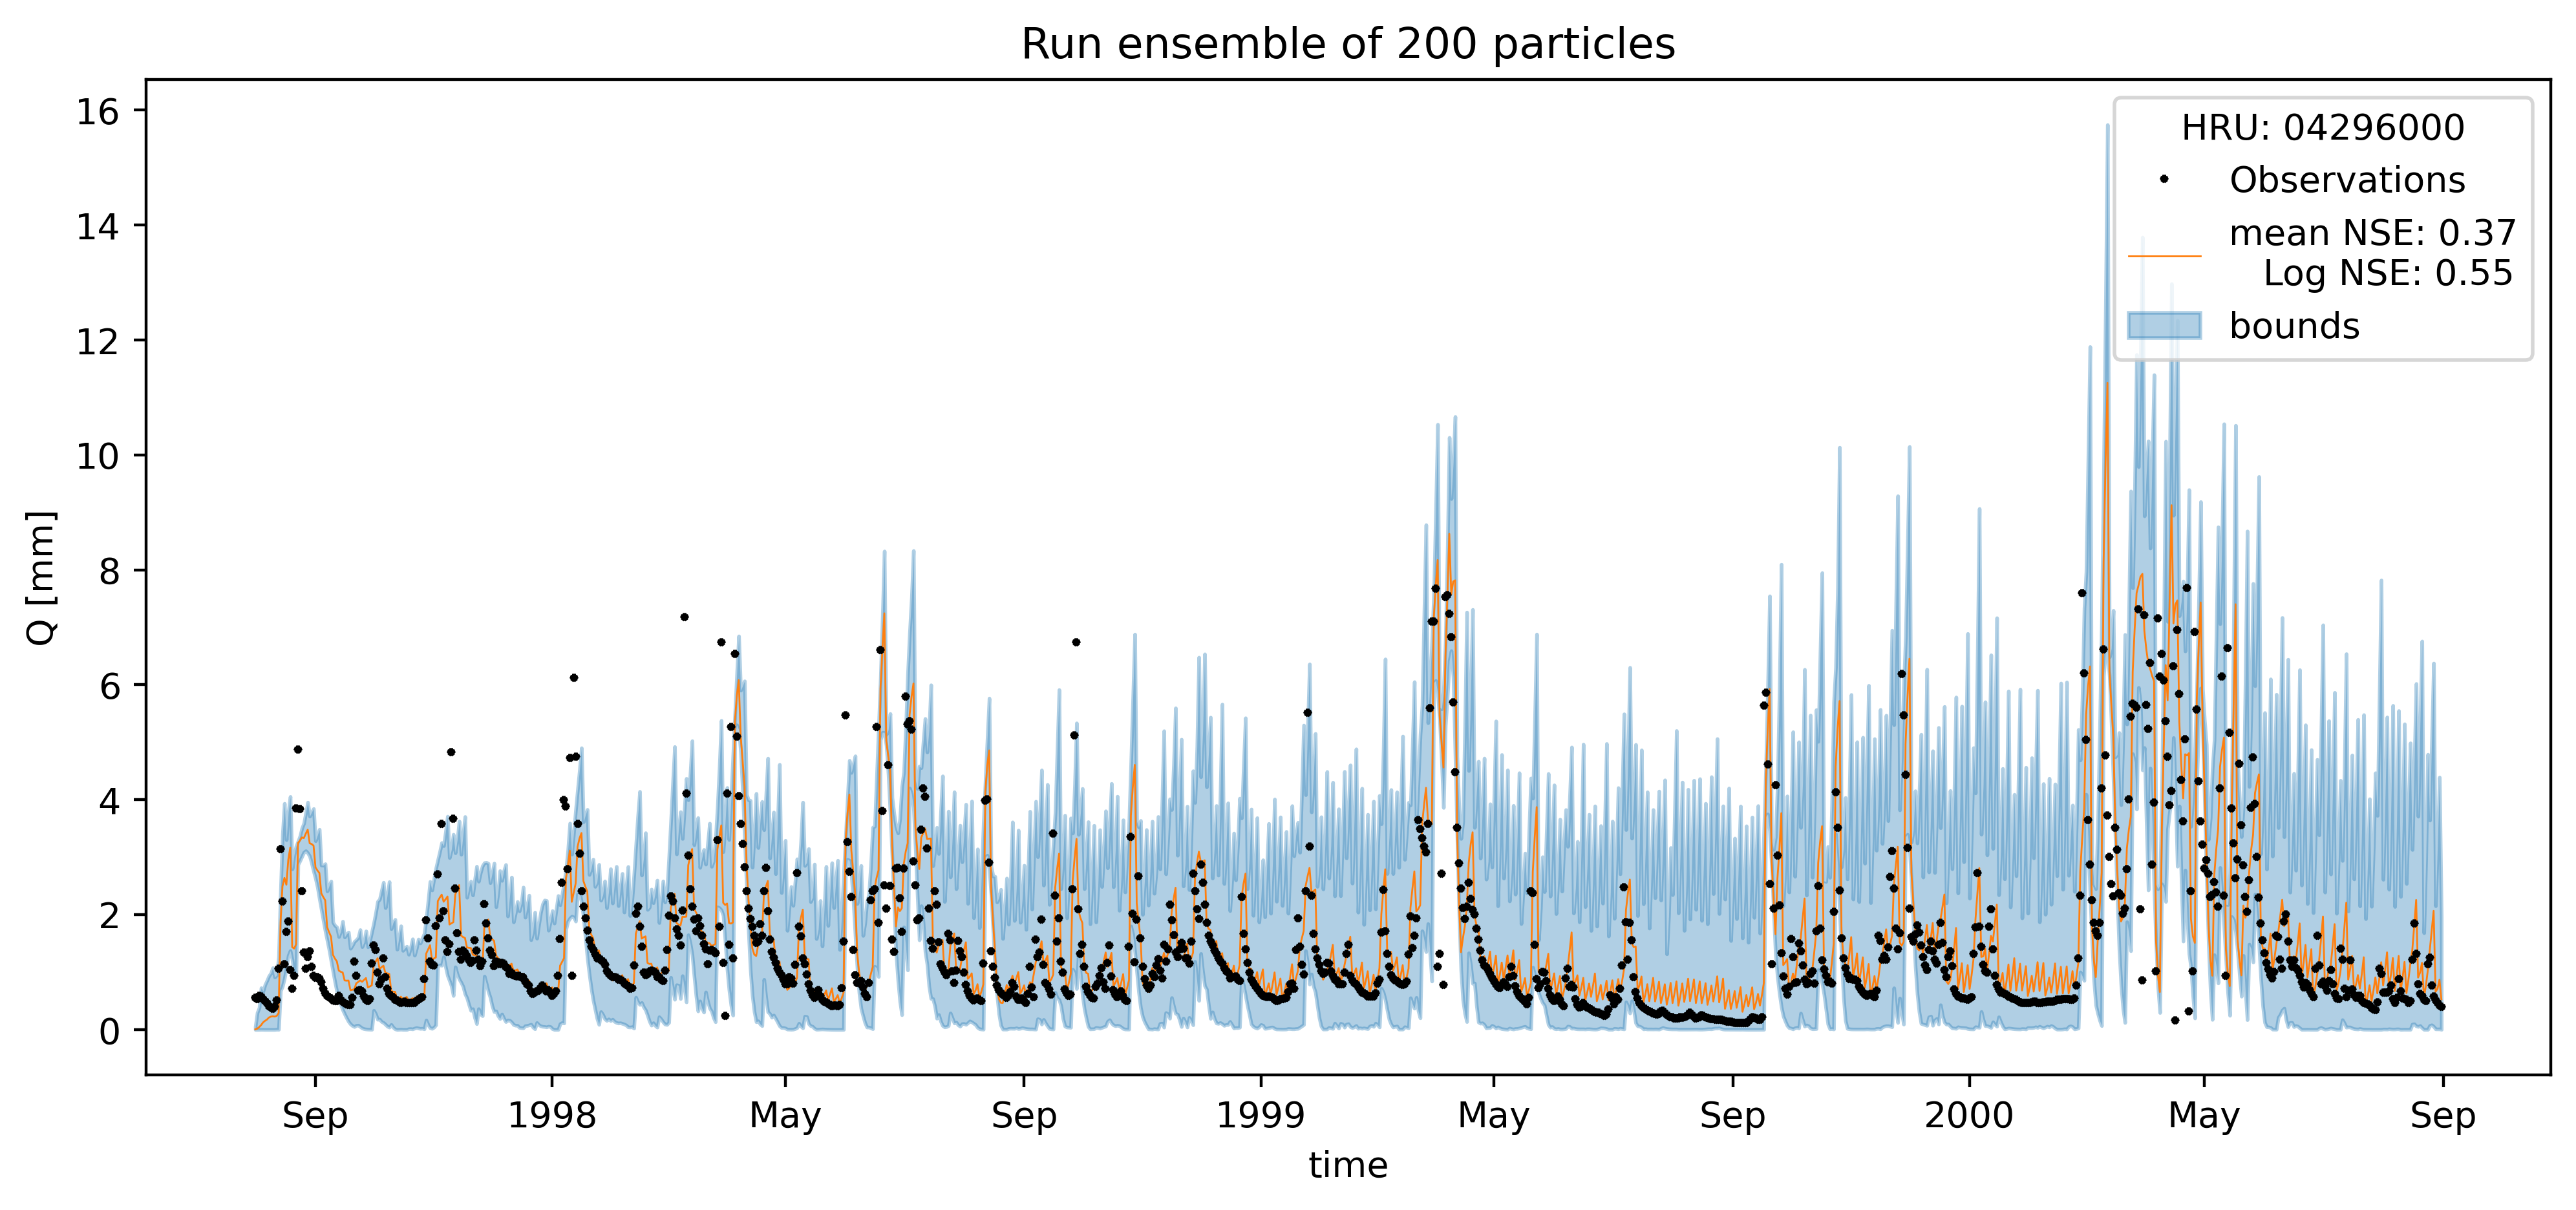 Run ensemble of 200 particles
HRU: 04296000
Observations
mean NSE: 0.37
Log NSE: 0.55
bounds
16
14
12
10
8
6
4
2
0
Q [mm]
Sep
1998
May
Sep
1999
May
Sep
2000
May
Sep
time